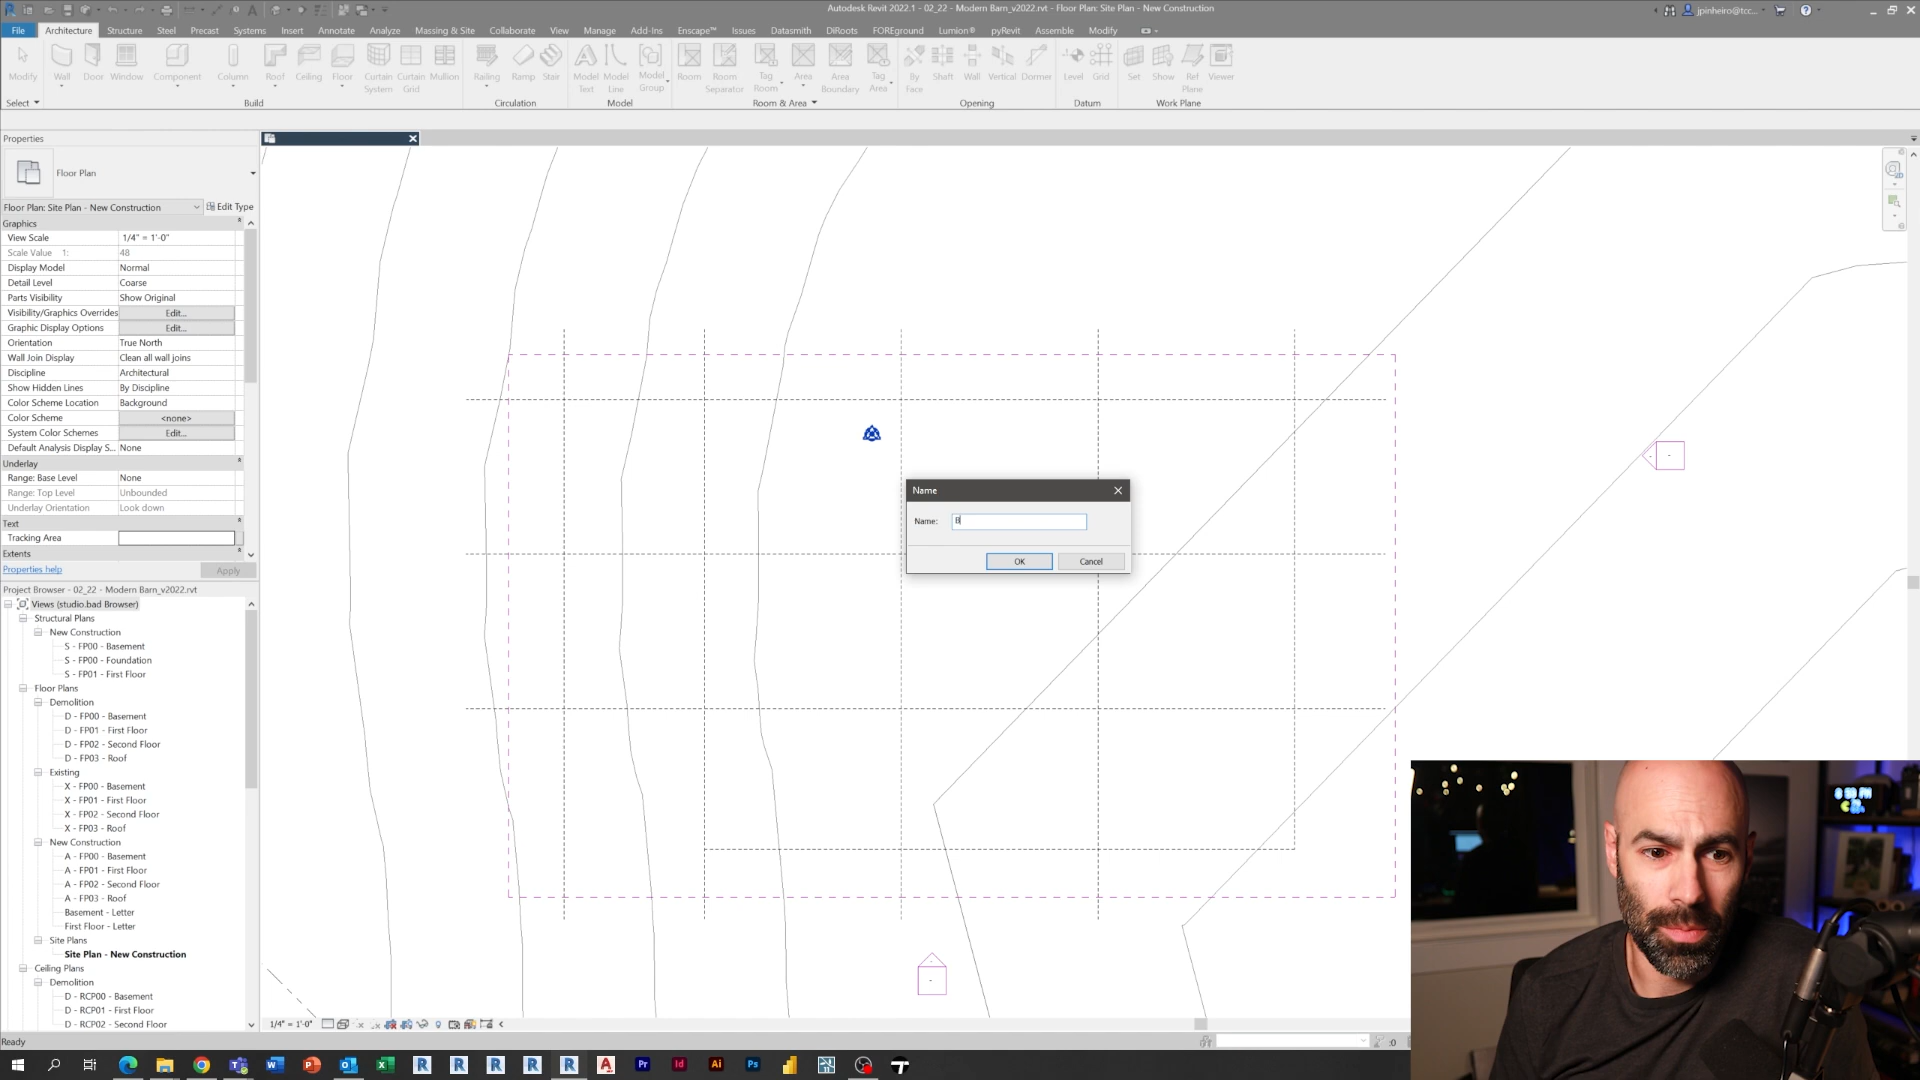 Autodesk Revit 2022.1 - 02_22 - Modern Barn_v2022.rvt - Floor Plan: Site Plan - New Construction
jpinheiro@tcc...
File Architecture Structure Steel Precast Systems Insert Annotate Analyze Massing & Site Collaborate View Manage Add-Ins Enscape™ Issues Datasmith DiRoots FOREground Lumion® pyRevit Assemble Modify
Modify Wall Door Window Component Column Roof Ceiling Floor Curtain System Curtain Grid Mullion Railing Ramp Stair Model Text Model Line Model Group Room Room Separator Tag Room Area Area Boundary Tag Area By Face Shaft Wall Vertical Dormer Level Grid Set Show Ref Plane Viewer
Select Build Circulation Model Room & Area Opening Datum Work Plane
Properties
Floor Plan
Floor Plan: Site Plan - New Construction Edit Type
Graphics
View Scale 1/4" = 1'-0"
Scale Value 1: 48
Display Model Normal
Detail Level Coarse
Parts Visibility Show Original
Visibility/Graphics Overrides Edit...
Graphic Display Options Edit...
Orientation True North
Wall Join Display Clean all wall joins
Discipline Architectural
Show Hidden Lines By Discipline
Color Scheme Location Background
Color Scheme <none>
System Color Schemes Edit...
Default Analysis Display S... None
Underlay
Range: Base Level None
Range: Top Level Unbounded
Underlay Orientation Look down
Text
Tracking Area
Extents
Properties help Apply
Project Browser - 02_22 - Modern Barn_v2022.rvt
Views (studio.bad Browser)
Structural Plans
New Construction
S - FP00 - Basement
S - FP00 - Foundation
S - FP01 - First Floor
Floor Plans
Demolition
D - FP00 - Basement
D - FP01 - First Floor
D - FP02 - Second Floor
D - FP03 - Roof
Existing
X - FP00 - Basement
X - FP01 - First Floor
X - FP02 - Second Floor
X - FP03 - Roof
New Construction
A - FP00 - Basement
A - FP01 - First Floor
A - FP02 - Second Floor
A - FP03 - Roof
Basement - Letter
First Floor - Letter
Site Plans
Site Plan - New Construction
Ceiling Plans
Demolition
D - RCP00 - Basement
D - RCP01 - First Floor
D - RCP02 - Second Floor
Name
Name: B
OK Cancel
1/4" = 1'-0"
Ready
:0